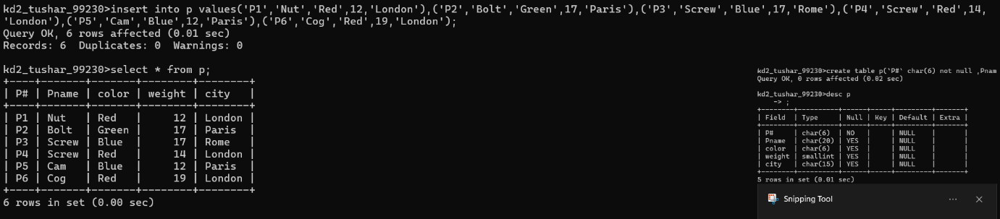 kd2_tushar_99230>insert into p values('P1','Nut','Red',12,'London'),('P2','Bolt','Green',17,'Paris'),('P3','Screw','Blue',17,'Rome'),('P4','Screw','Red',14,
'London'),('P5','Cam','Blue',12,'Paris'),('P6','Cog','Red',19,'London');
Query OK, 6 rows affected (0.01 sec)
Records: 6  Duplicates: 0  Warnings: 0
kd2_tushar_99230>select * from p;
+----+-------+-------+--------+--------+
| P# | Pname | color | weight | city   |
+----+-------+-------+--------+--------+
| P1 | Nut   | Red   |     12 | London |
| P2 | Bolt  | Green |     17 | Paris  |
| P3 | Screw | Blue  |     17 | Rome   |
| P4 | Screw | Red   |     14 | London |
| P5 | Cam   | Blue  |     12 | Paris  |
| P6 | Cog   | Red   |     19 | London |
+----+-------+-------+--------+--------+
6 rows in set (0.00 sec)
kd2_tushar_99230>create table p(`P#` char(6) not null ,Pnam
Query OK, 0 rows affected (0.02 sec)
kd2_tushar_99230>desc p
    -> ;
+--------+----------+------+-----+---------+-------+
| Field  | Type     | Null | Key | Default | Extra |
+--------+----------+------+-----+---------+-------+
| P#     | char(6)  | NO   |     | NULL    |       |
| Pname  | char(20) | YES  |     | NULL    |       |
| color  | char(6)  | YES  |     | NULL    |       |
| weight | smallint | YES  |     | NULL    |       |
| city   | char(15) | YES  |     | NULL    |       |
+--------+----------+------+-----+---------+-------+
5 rows in set (0.01 sec)
Snipping Tool